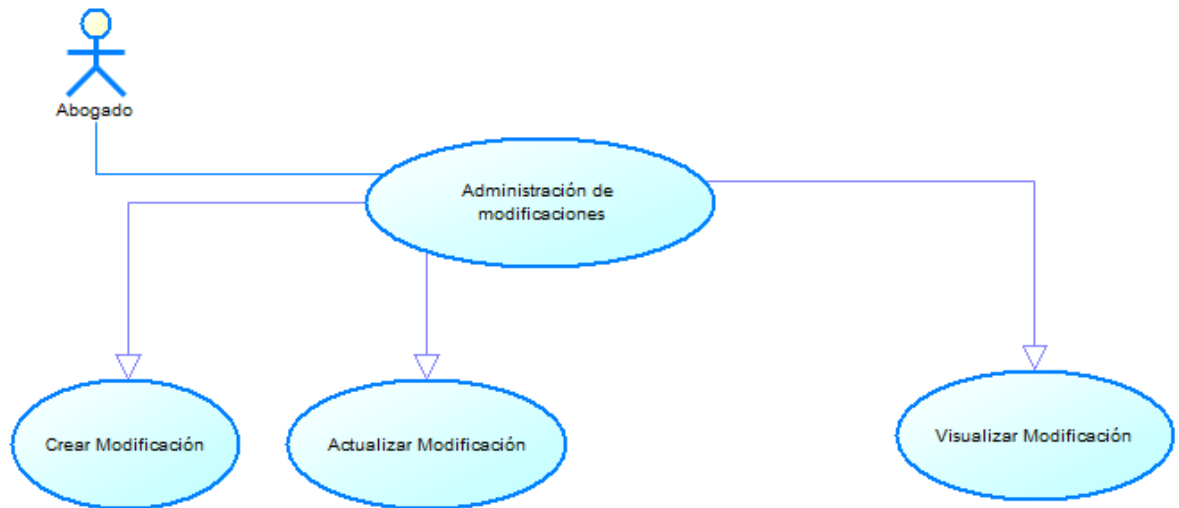 Abogado
Administración de
modificaciones
Crear Modificación
Actualizar Modificación
Visualizar Modificación